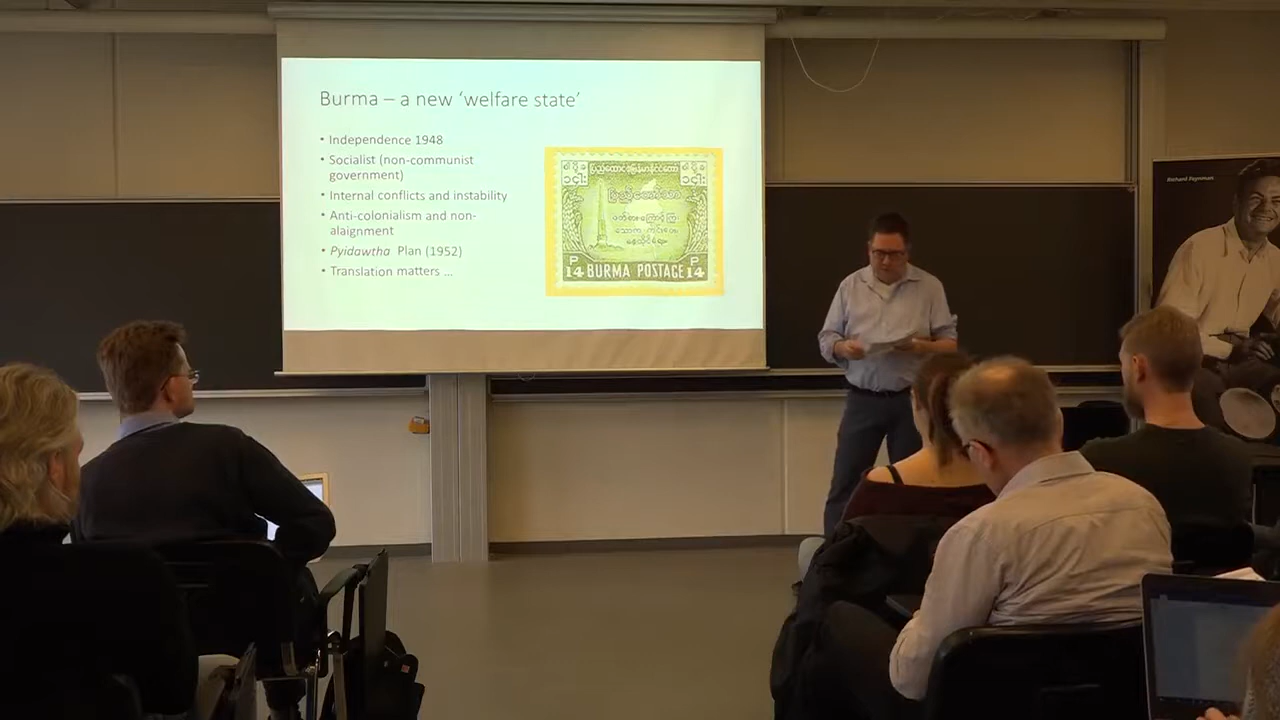 Burma – a new ‘welfare state’
• Independence 1948
• Socialist (non-communist
government)
• Internal conflicts and instability
• Anti-colonialism and non-
alaignment
• Pyidawtha Plan (1952)
• Translation matters …
P P
14 BURMA POSTAGE 14
Richard Feynman